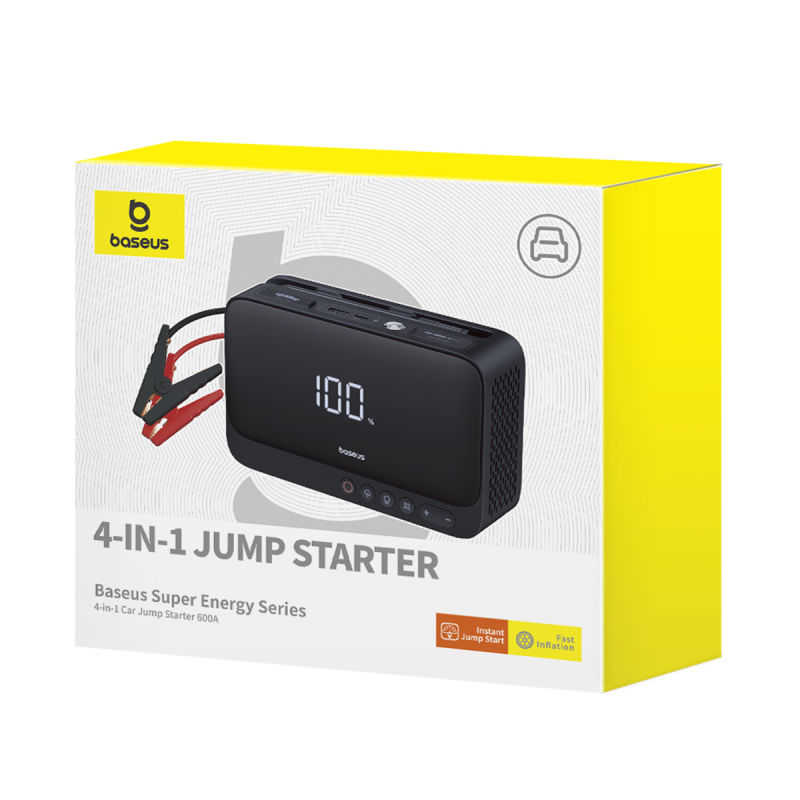 baseus
100%
baseus
4-IN-1 JUMP STARTER
Baseus Super Energy Series
4-in-1 Car Jump Starter 600A
Instant
Jump Start
Fast
Inflation